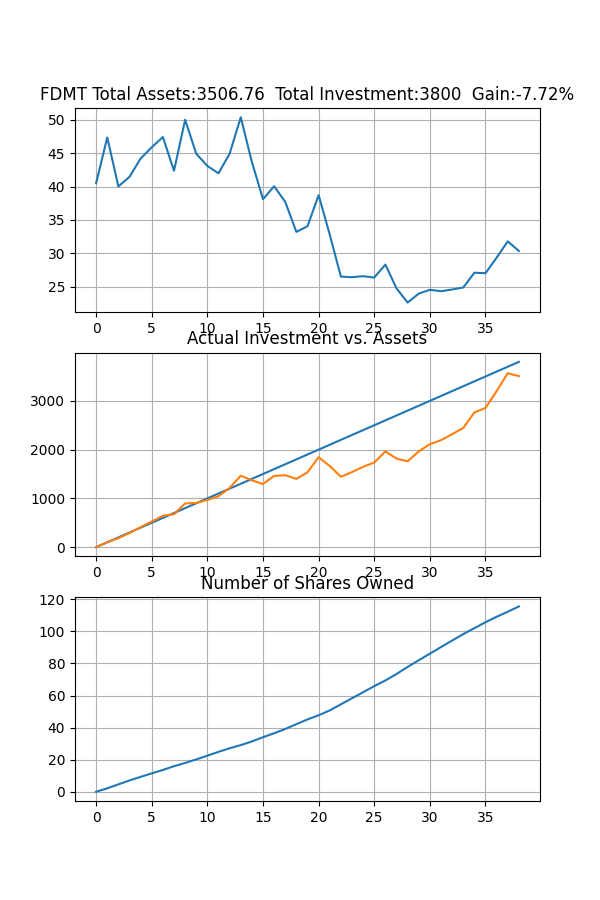 FDMT Total Assets:3506.76  Total Investment:3800  Gain:-7.72%
50
45
40
35
30
25
0 5 10 15 20 25 30 35
Actual Investment vs. Assets
3000
2000
1000
0
0 5 10 15 20 25 30 35
Number of Shares Owned
120
100
80
60
40
20
0
0 5 10 15 20 25 30 35